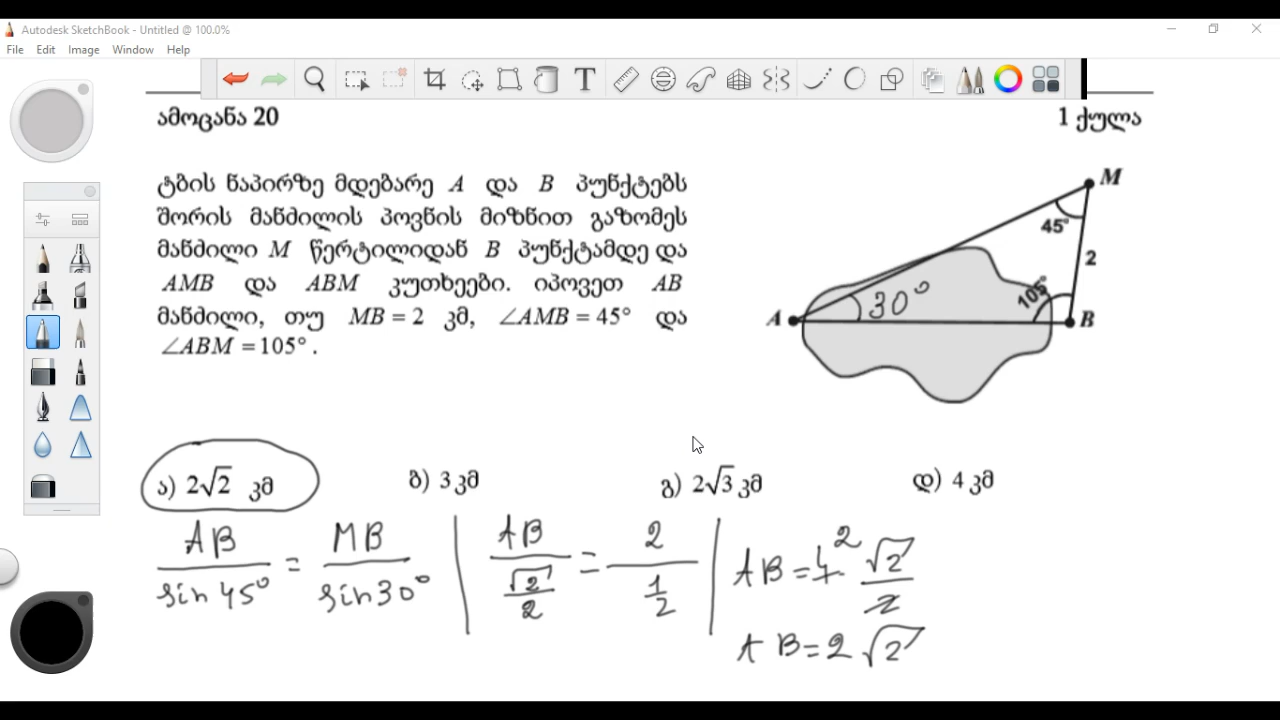 Autodesk SketchBook - Untitled @ 100.0%
File Edit Image Window Help
T
ამოცანა 20
1 ქულა
ტბის ნაპირზე მდებარე A და B პუნქტებს
შორის მანძილის პოვნის მიზნით გაზომეს
მანძილი M წერტილიდან B პუნქტამდე და
AMB და ABM კუთხეები. იპოვეთ AB
მანძილი, თუ MB = 2 კმ, ∠AMB = 45° და
∠ABM = 105° .
M
45°
2
105°
30°
A
B
ა) 2√2 კმ
ბ) 3 კმ
გ) 2√3 კმ
დ) 4 კმ
AB/sin 45° = MB/sin 30° | AB/(√2/2) = 2/(1/2) | AB = 4 2 √2/2
AB = 2√2